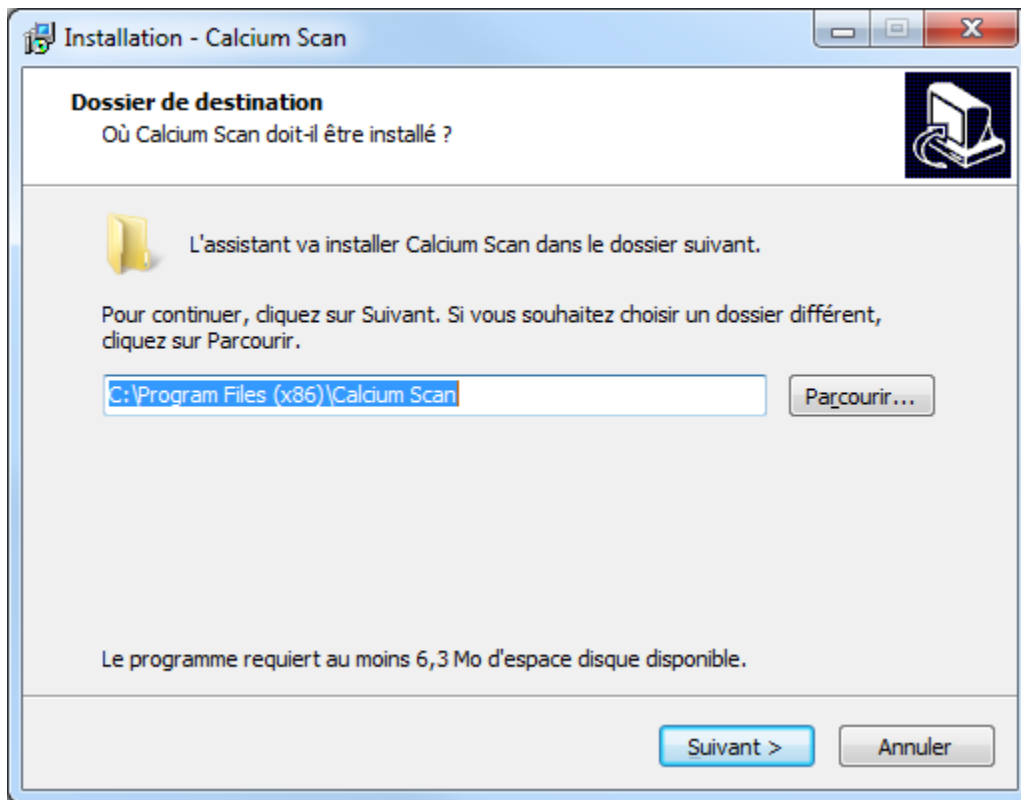 Installation - Calcium Scan
Dossier de destination
Où Calcium Scan doit-il être installé ?
L'assistant va installer Calcium Scan dans le dossier suivant.
Pour continuer, cliquez sur Suivant. Si vous souhaitez choisir un dossier différent,
cliquez sur Parcourir.
C:\Program Files (x86)\Calcium Scan
Parcourir...
Le programme requiert au moins 6,3 Mo d'espace disque disponible.
Suivant >
Annuler